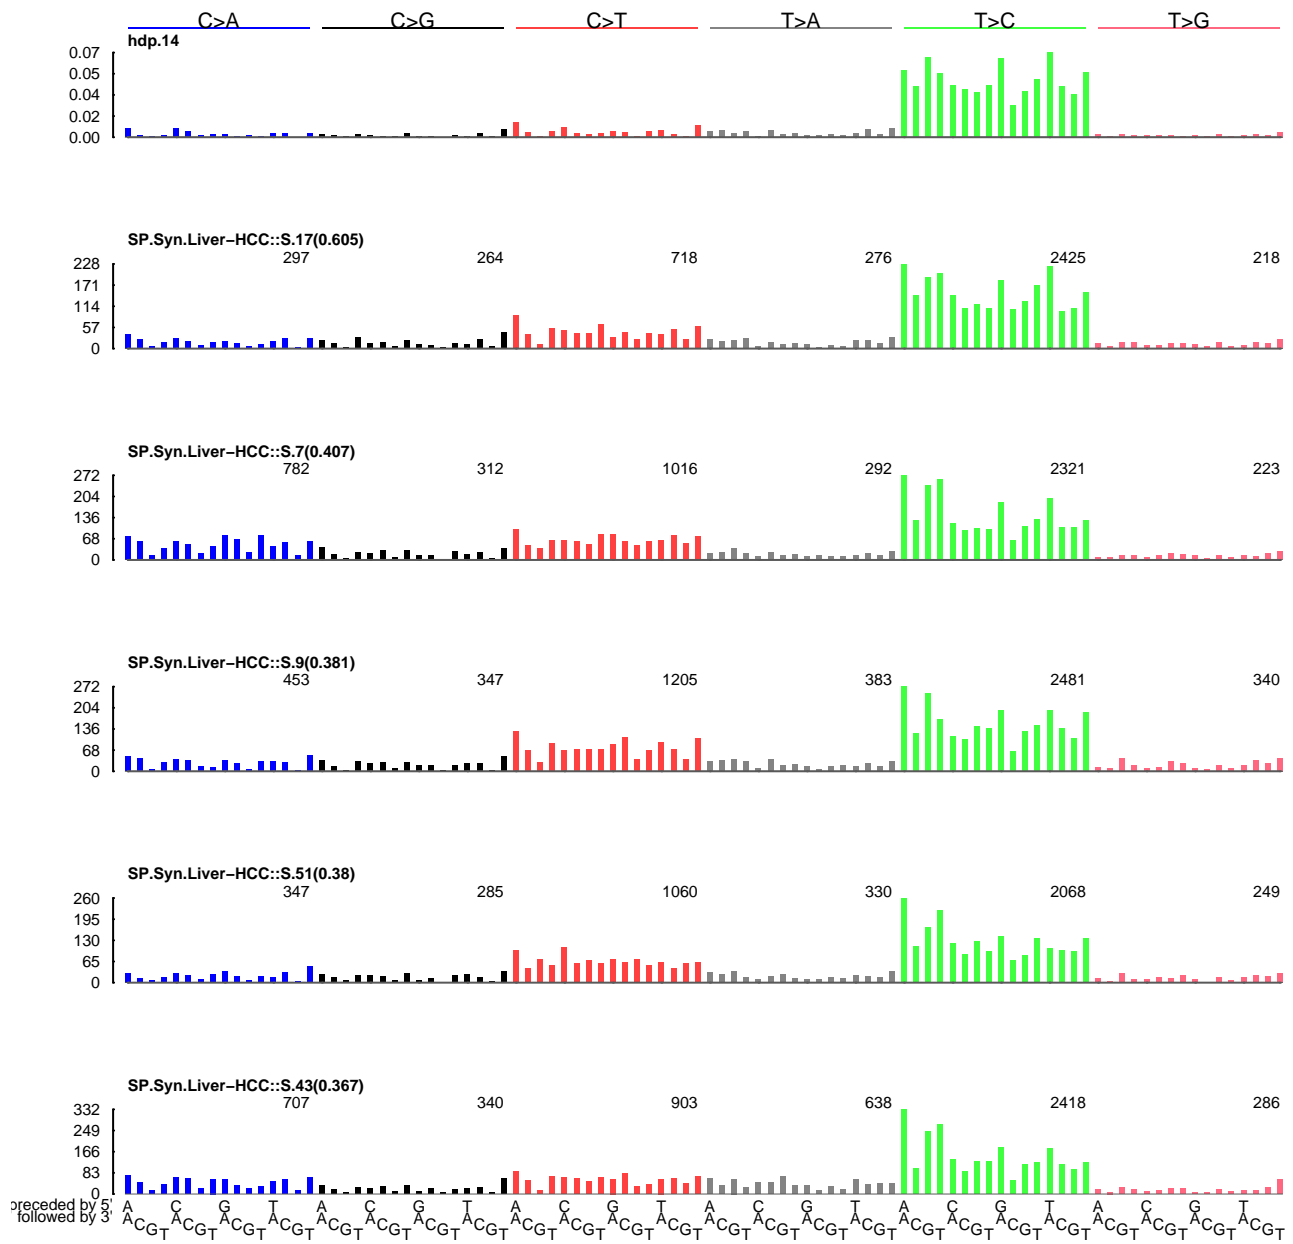 C>A C>G C>T T>A T>C T>G
hdp.14
0.07
0.05
0.04
0.02
0.00
SP.Syn.Liver−HCC::S.17(0.605)
297 264 718 276 2425 218
228
171
114
57
0
SP.Syn.Liver−HCC::S.7(0.407)
782 312 1016 292 2321 223
272
204
136
68
0
SP.Syn.Liver−HCC::S.9(0.381)
453 347 1205 383 2481 340
272
204
136
68
0
SP.Syn.Liver−HCC::S.51(0.38)
347 285 1060 330 2068 249
260
195
130
65
0
SP.Syn.Liver−HCC::S.43(0.367)
707 340 903 638 2418 286
332
249
166
83
0
preceded by 5' A C G T A C G T A C G T A C G T A C G T A C G T
followed by 3' A C G T A C G T A C G T A C G T A C G T A C G T A C G T A C G T A C G T A C G T A C G T A C G T A C G T A C G T A C G T A C G T A C G T A C G T A C G T A C G T A C G T A C G T A C G T A C G T